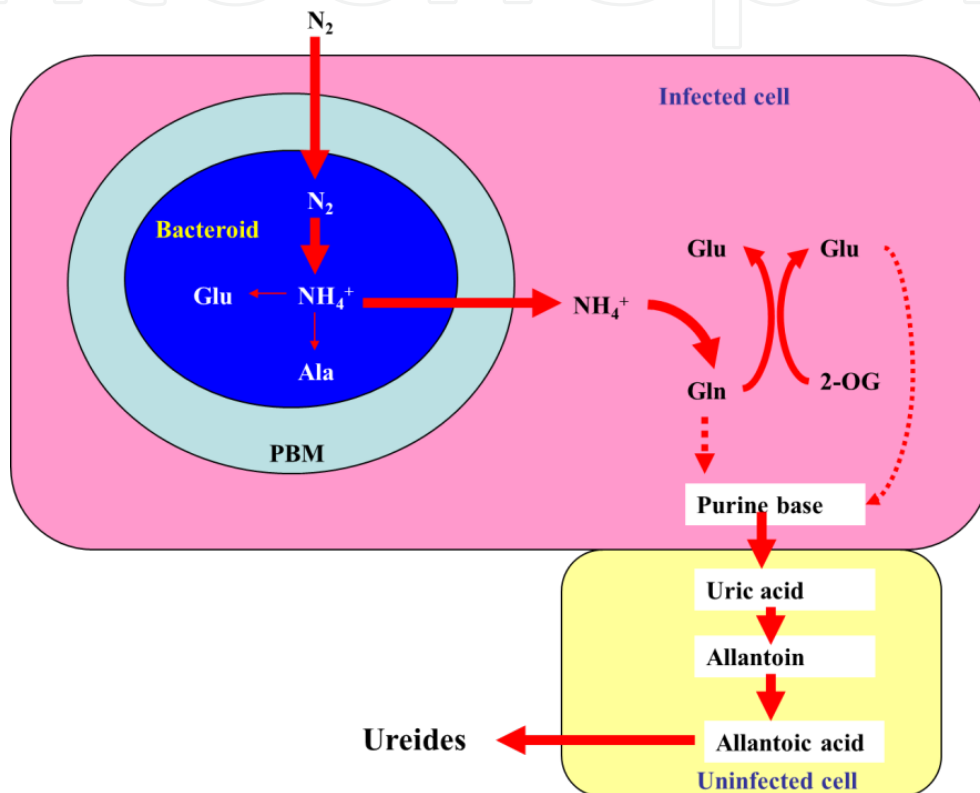 N₂
Infected cell
N₂
Bacteroid
Glu
NH₄⁺
Ala
PBM
NH₄⁺
Glu
Glu
Gln
2-OG
Purine base
Uric acid
Allantoin
Allantoic acid
Ureides
Uninfected cell